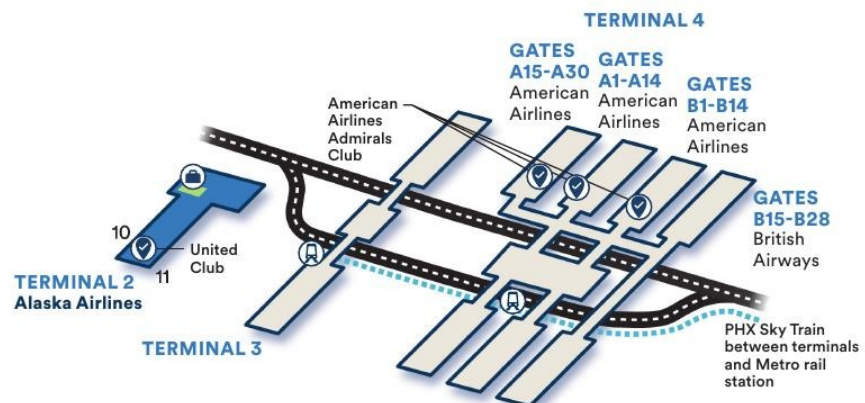 TERMINAL 4
GATES
A15-A30
American
Airlines
GATES
A1-A14
American
Airlines
GATES
B1-B14
American
Airlines
GATES
B15-B28
British
Airways
American
Airlines
Admirals
Club
10
United
Club
11
TERMINAL 2
Alaska Airlines
TERMINAL 3
PHX Sky Train
between terminals
and Metro rail
station